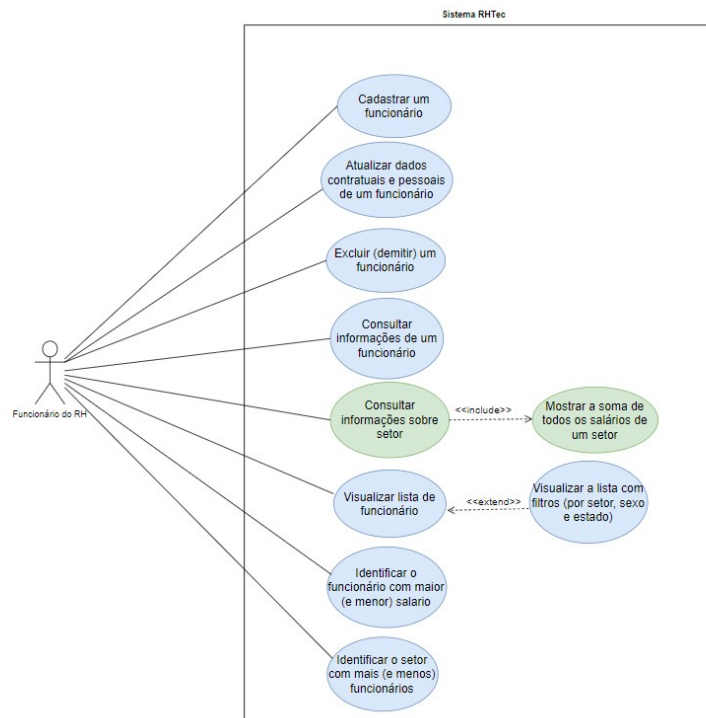 Sistema RHTec
Cadastrar um
funcionário
Atualizar dados
contratuais e pessoais
de um funcionário
Excluir (demitir) um
funcionário
Consultar
informações de um
funcionário
Funcionário do RH
Consultar
informações sobre
setor
<<include>>
Mostrar a soma de
todos os salários de
um setor
Visualizar lista de
funcionário
<<extend>>
Visualizar a lista com
filtros (por setor, sexo
e estado)
Identificar o
funcionário com maior
(e menor) salario
Identificar o setor
com mais (e menos)
funcionários